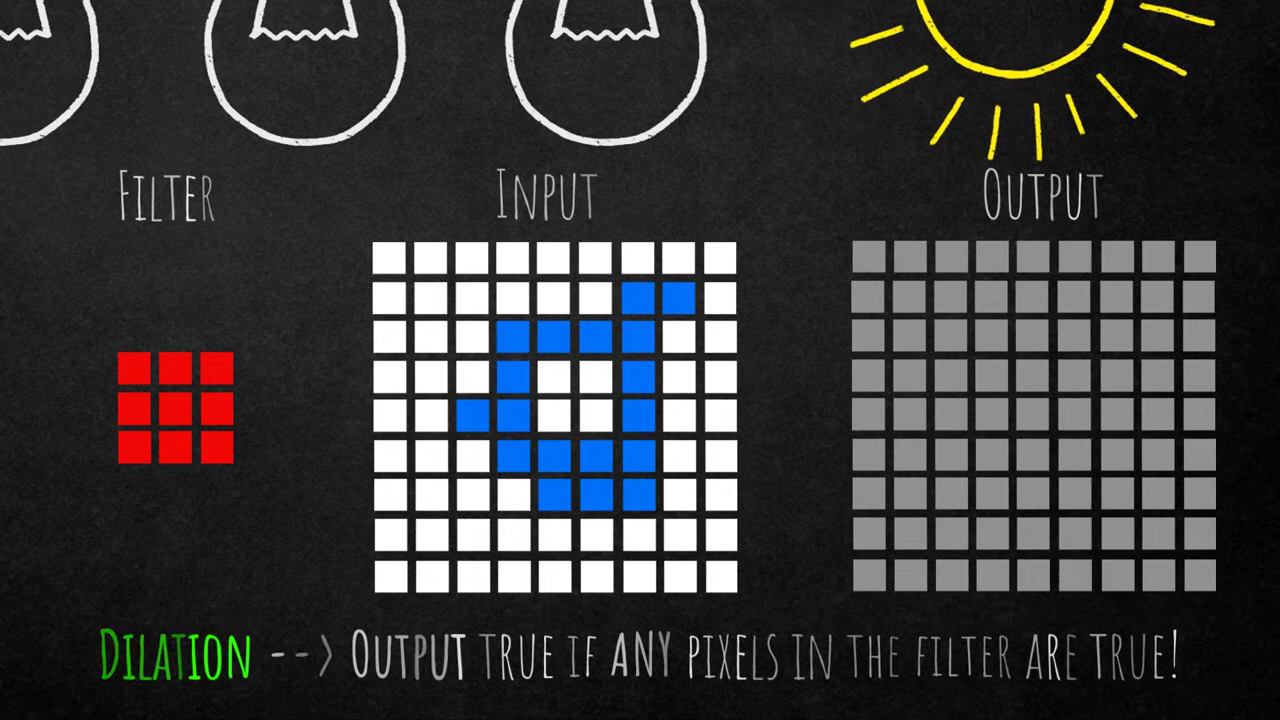 Filter
Input
Output
Dilation --> Output true if any pixels in the filter are true!